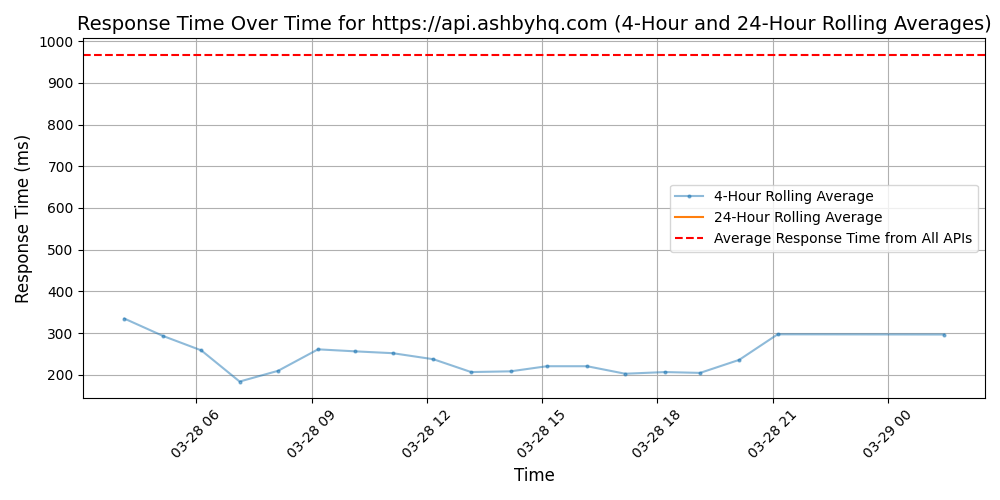 Response Time Over Time for https://api.ashbyhq.com (4-Hour and 24-Hour Rolling Averages)
Response Time (ms)
1000
900
800
700
600
500
400
300
200
4-Hour Rolling Average
24-Hour Rolling Average
Average Response Time from All APIs
03-28 06
03-28 09
03-28 12
03-28 15
03-28 18
03-28 21
03-29 00
Time